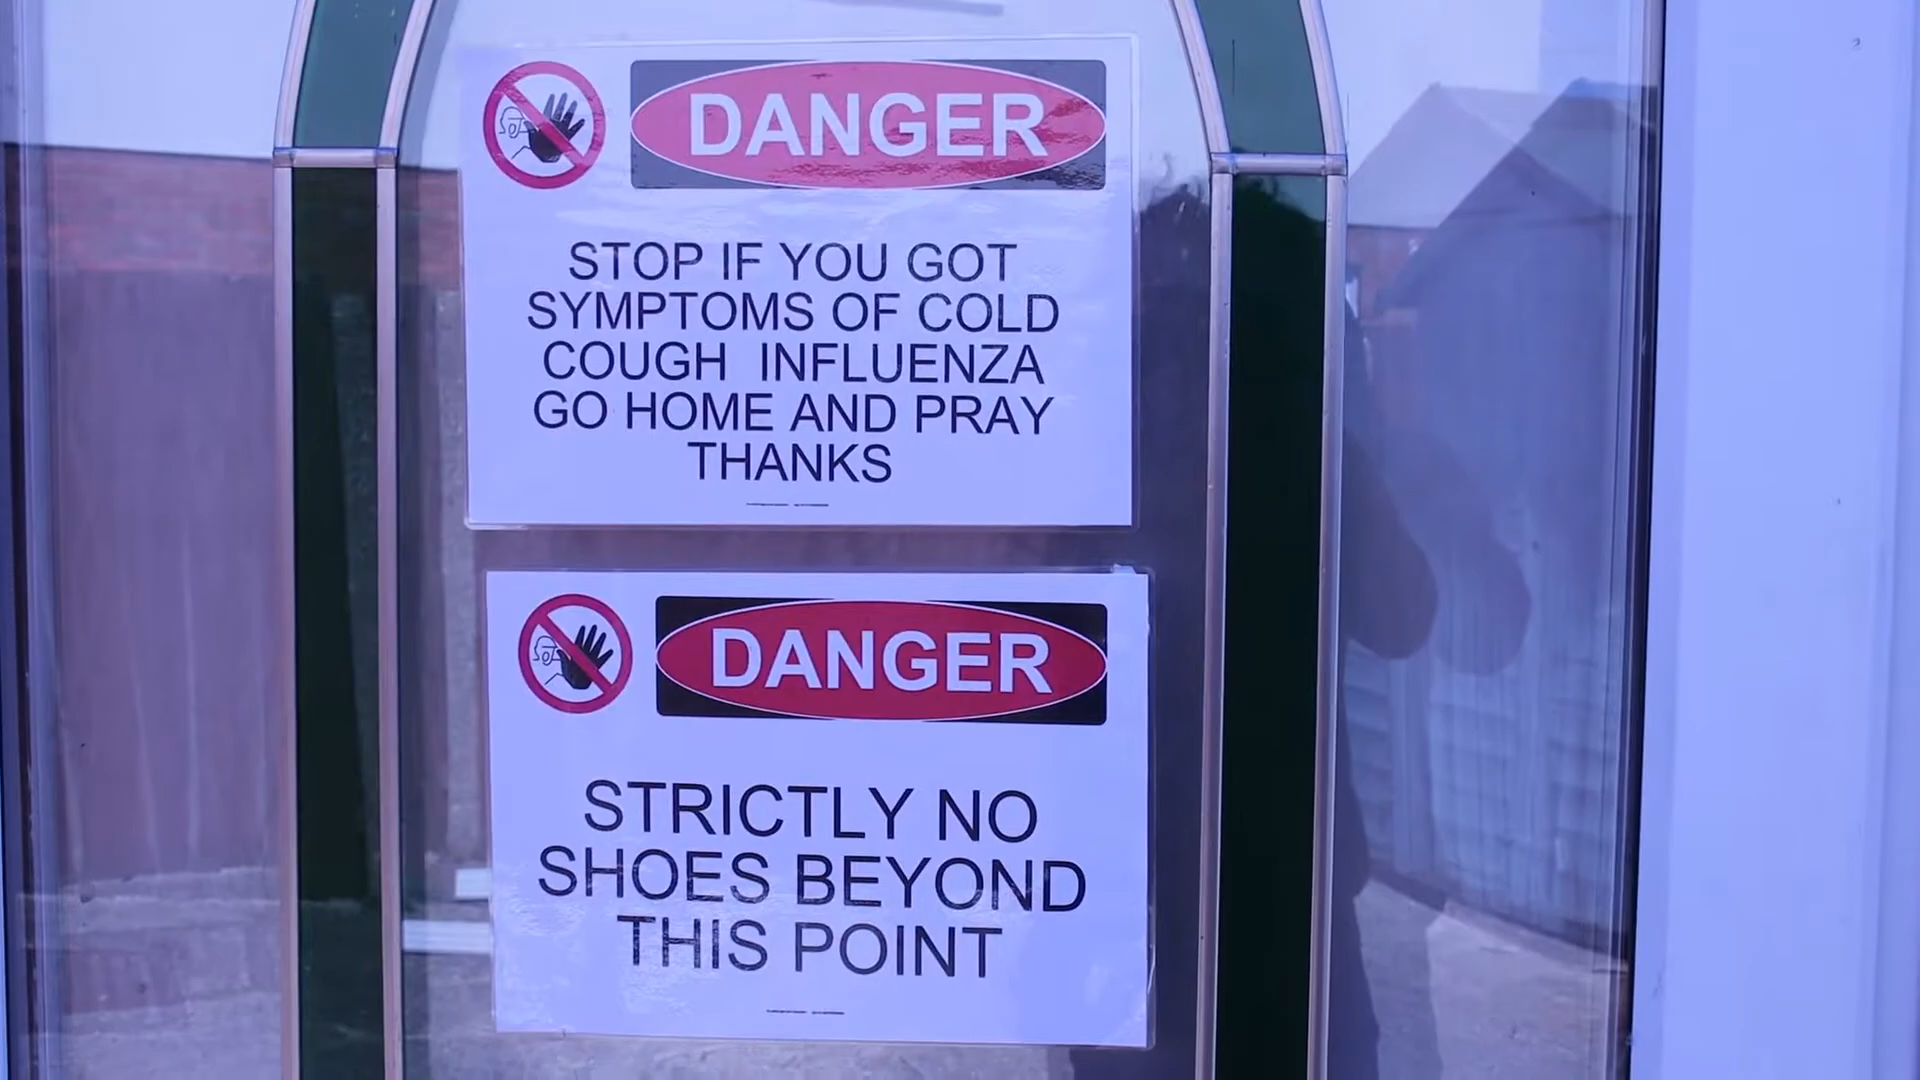 DANGER
STOP IF YOU GOT
SYMPTOMS OF COLD
COUGH INFLUENZA
GO HOME AND PRAY
THANKS
DANGER
STRICTLY NO
SHOES BEYOND
THIS POINT